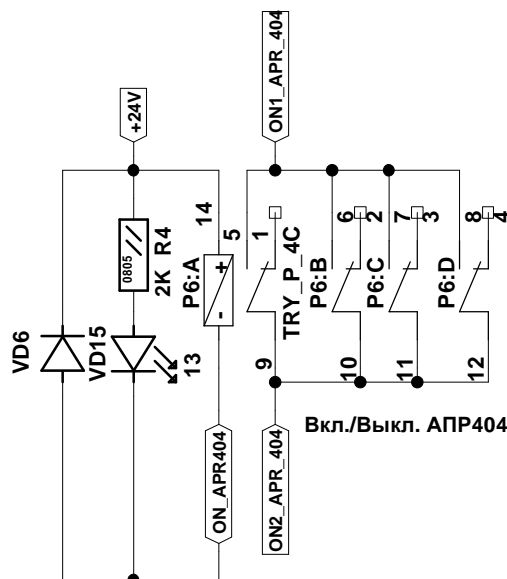 ON1_APR_404
+24V
14
5
1
6
2
7
3
8
4
0805
2K R4
P6:A
+
-
TRY_P_4C
P6:B
P6:C
P6:D
VD6
VD15
13
9
10
11
12
Вкл./Выкл. АПР404
ON_APR404
ON2_APR_404